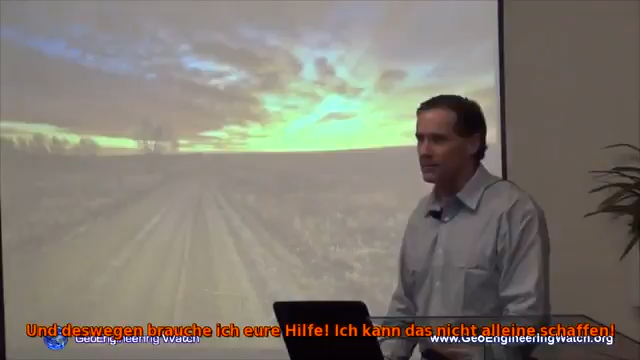 Und deswegen brauche ich eure Hilfe! Ich kann das nicht alleine schaffen!
GeoEngineering Watch
www.GeoEngineeringWatch.org